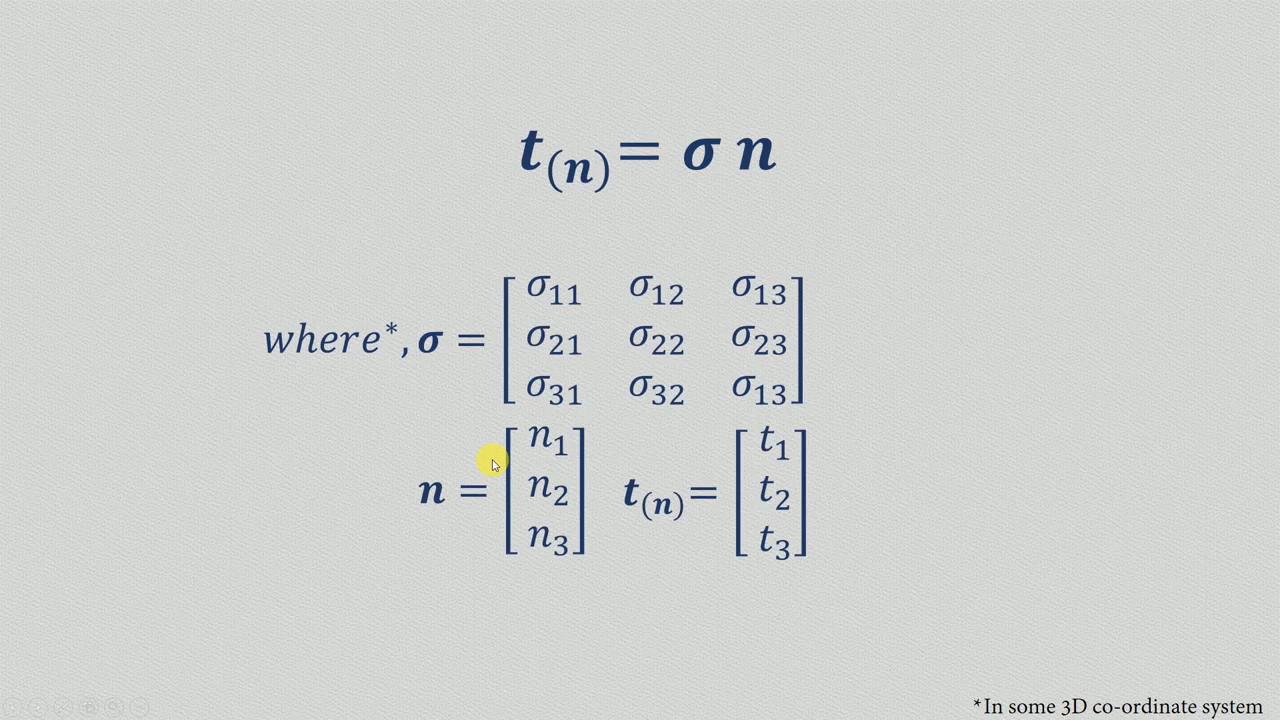 t₍ₙ₎= σ n
where*, σ = [σ₁₁ σ₁₂ σ₁₃
σ₂₁ σ₂₂ σ₂₃
σ₃₁ σ₃₂ σ₁₃]
n = [n₁ n₂ n₃] t₍ₙ₎= [t₁ t₂ t₃]
*In some 3D co-ordinate system